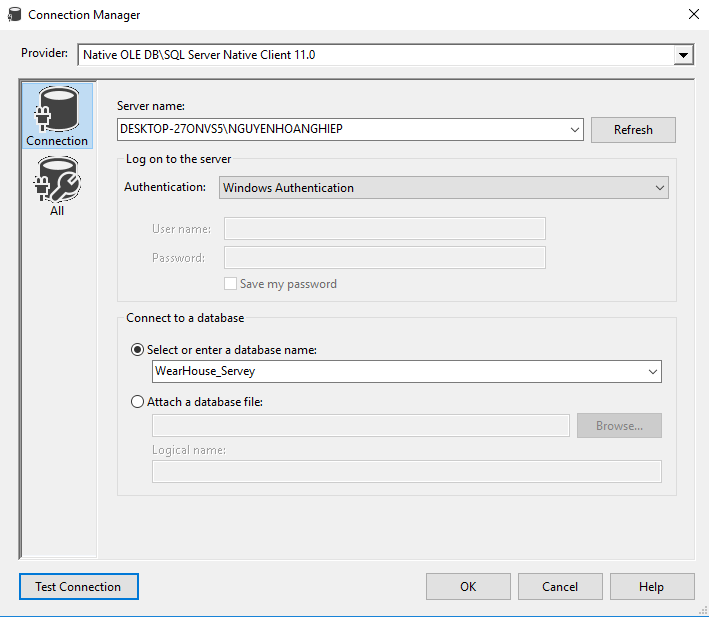 Connection Manager
Provider: Native OLE DB\SQL Server Native Client 11.0
Connection
All
Server name:
DESKTOP-27ONVS5\NGUYENHOANGHIEP
Refresh
Log on to the server
Authentication: Windows Authentication
User name:
Password:
Save my password
Connect to a database
Select or enter a database name:
WearHouse_Servey
Attach a database file:
Browse...
Logical name:
Test Connection
OK
Cancel
Help